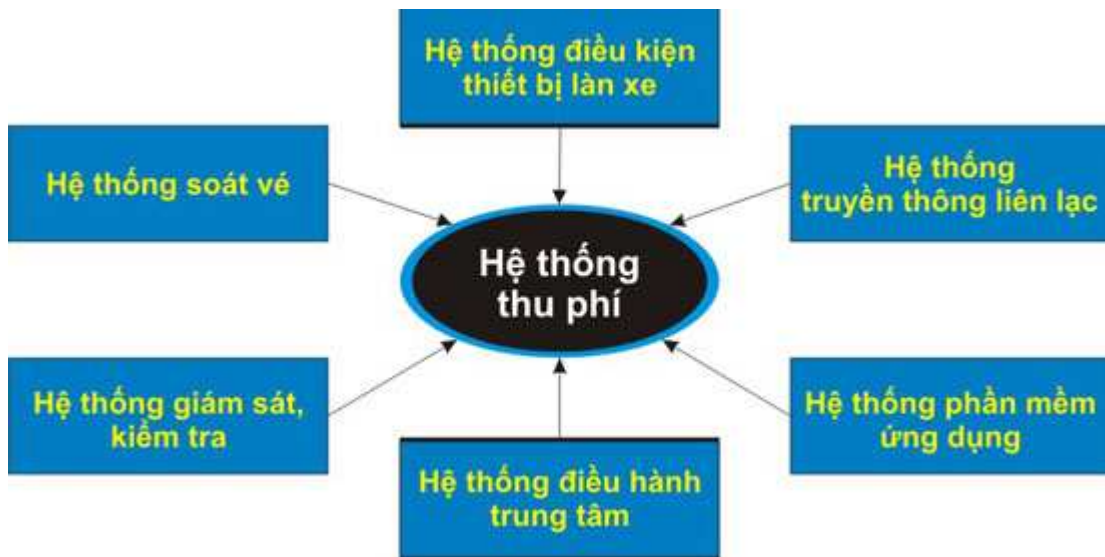 Hệ thống điều kiện
thiết bị làn xe
Hệ thống soát vé
Hệ thống
truyền thông liên lạc
Hệ thống
thu phí
Hệ thống giám sát,
kiểm tra
Hệ thống phần mềm
ứng dụng
Hệ thống điều hành
trung tâm